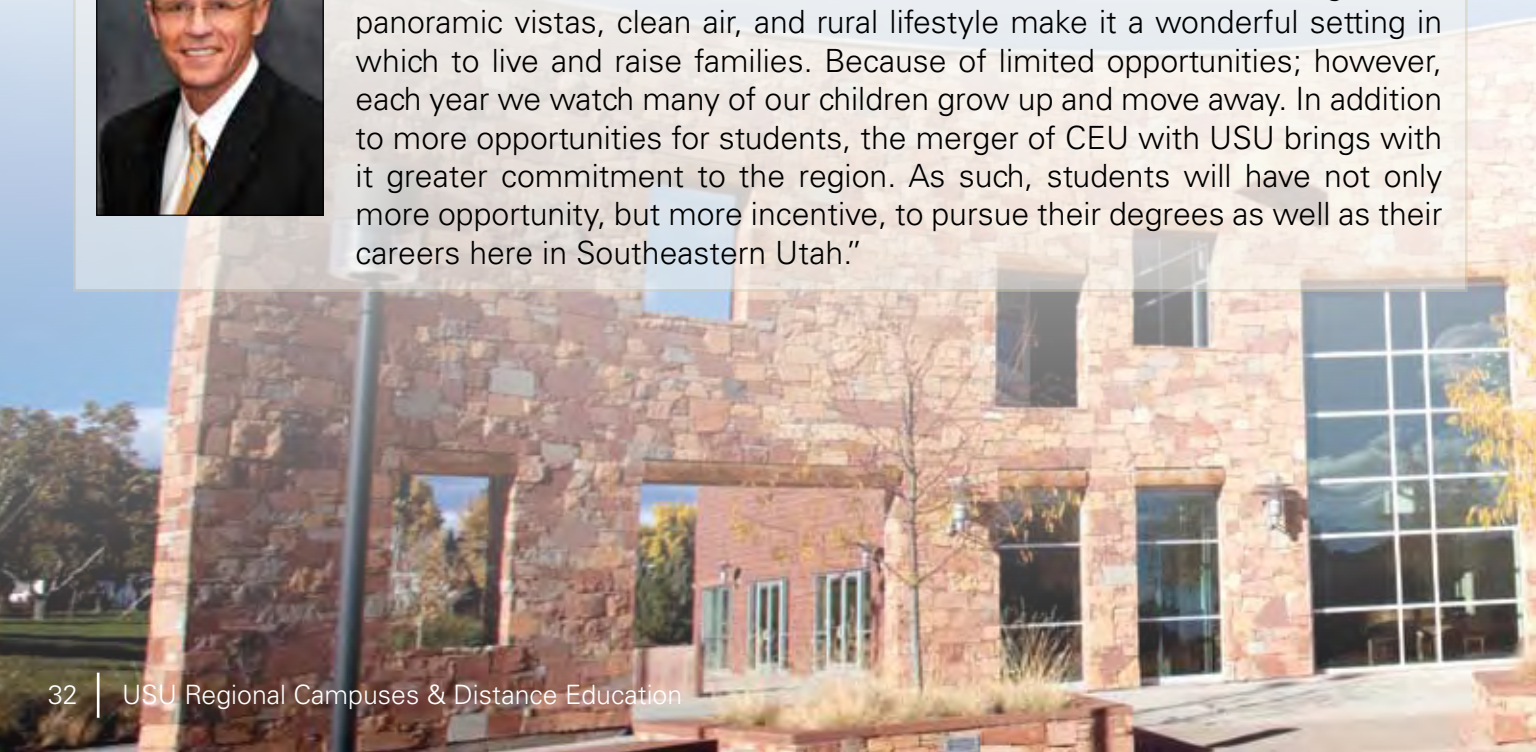 panoramic vistas, clean air, and rural lifestyle make it a wonderful setting in
which to live and raise families. Because of limited opportunities; however,
each year we watch many of our children grow up and move away. In addition
to more opportunities for students, the merger of CEU with USU brings with
it greater commitment to the region. As such, students will have not only
more opportunity, but more incentive, to pursue their degrees as well as their
careers here in Southeastern Utah.”
32 | USU Regional Campuses & Distance Education